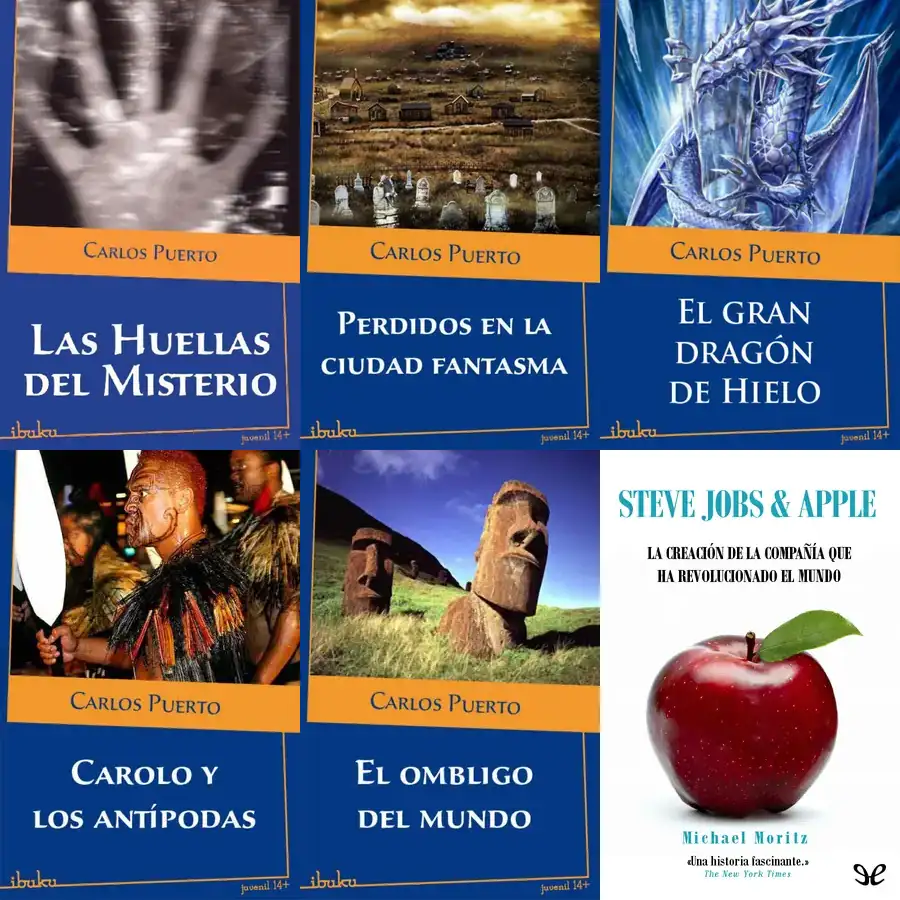 CARLOS PUERTO
LAS HUELLAS
DEL MISTERIO
ibuku
juvenil 14+
CARLOS PUERTO
PERDIDOS EN LA
CIUDAD FANTASMA
ibuku
juvenil 14+
CARLOS PUERTO
EL GRAN
DRAGÓN
DE HIELO
ibuku
juvenil 14+
CARLOS PUERTO
CAROLO Y
LOS ANTÍPODAS
ibuku
juvenil 14+
CARLOS PUERTO
EL OMBLIGO
DEL MUNDO
ibuku
juvenil 14+
STEVE JOBS & APPLE
LA CREACIÓN DE LA COMPAÑÍA QUE
HA REVOLUCIONADO EL MUNDO
Michael Moritz
«Una historia fascinante.»
The New York Times